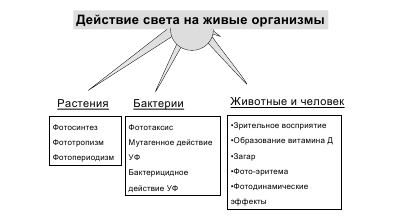 Действие света на живые организмы
Растения
Фотосинтез
Фототропизм
Фотопериодизм
Бактерии
Фототаксис
Мутагенное действие
УФ
Бактерицидное
действие УФ
Животные и человек
•Зрительное восприятие
•Образование витамина Д
•Загар
•Фото-эритема
•Фотодинамические
эффекты